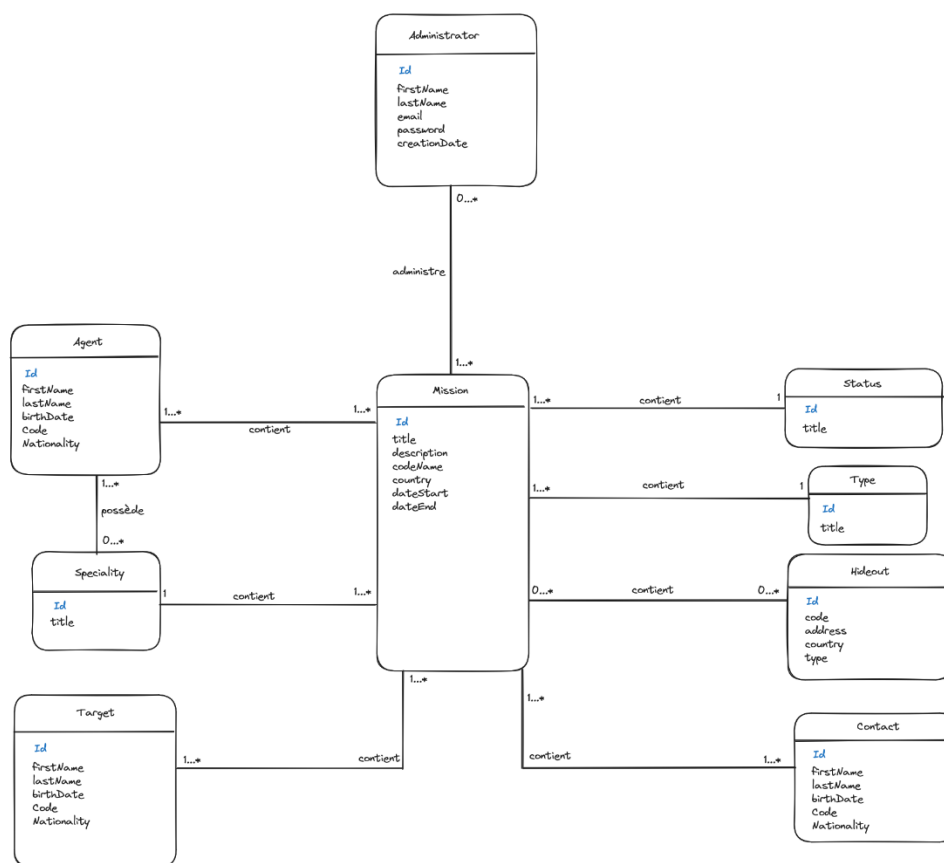 Administrator
Id
firstName
lastName
email
password
creationDate
0...*
administre
1...*
Agent
Id
firstName
lastName
birthDate
Code
Nationality
1...*
contient
1...*
1...*
possède
0...*
Speciality
Id
title
1
contient
1...*
Mission
Id
title
description
codeName
country
dateStart
dateEnd
1...*
contient
1
Status
Id
title
1...*
contient
1
Type
Id
title
0...*
contient
0...*
Hideout
Id
code
address
country
type
Target
Id
firstName
lastName
birthDate
Code
Nationality
1...*
contient
1...*
1...*
contient
1...*
Contact
Id
firstName
lastName
birthDate
Code
Nationality